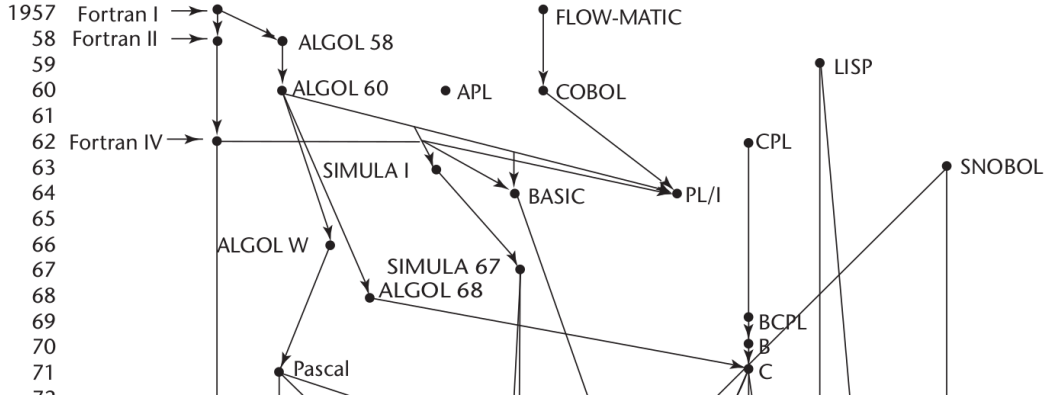 1957 Fortran I FLOW-MATIC
58 Fortran II ALGOL 58
59 LISP
60 ALGOL 60 APL COBOL
61
62 Fortran IV CPL
63 SIMULA I SNOBOL
64 BASIC PL/I
65
66 ALGOL W
67 SIMULA 67
68 ALGOL 68
69 BCPL
70 B
71 Pascal C